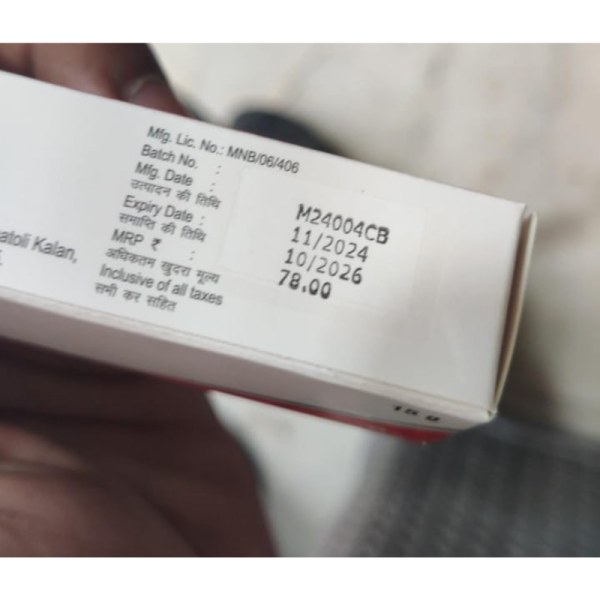 Mfg. Lic. No.: MNB/06/406
Batch No. : M24004CB
Mfg. Date : 11/2024
उत्पादन की तिथि
Expiry Date : 10/2026
समाप्ति की तिथि
MRP ₹ : 78.00
अधिकतम खुदरा मूल्य
Inclusive of all taxes
सभी कर सहित
Kalan,
15 g